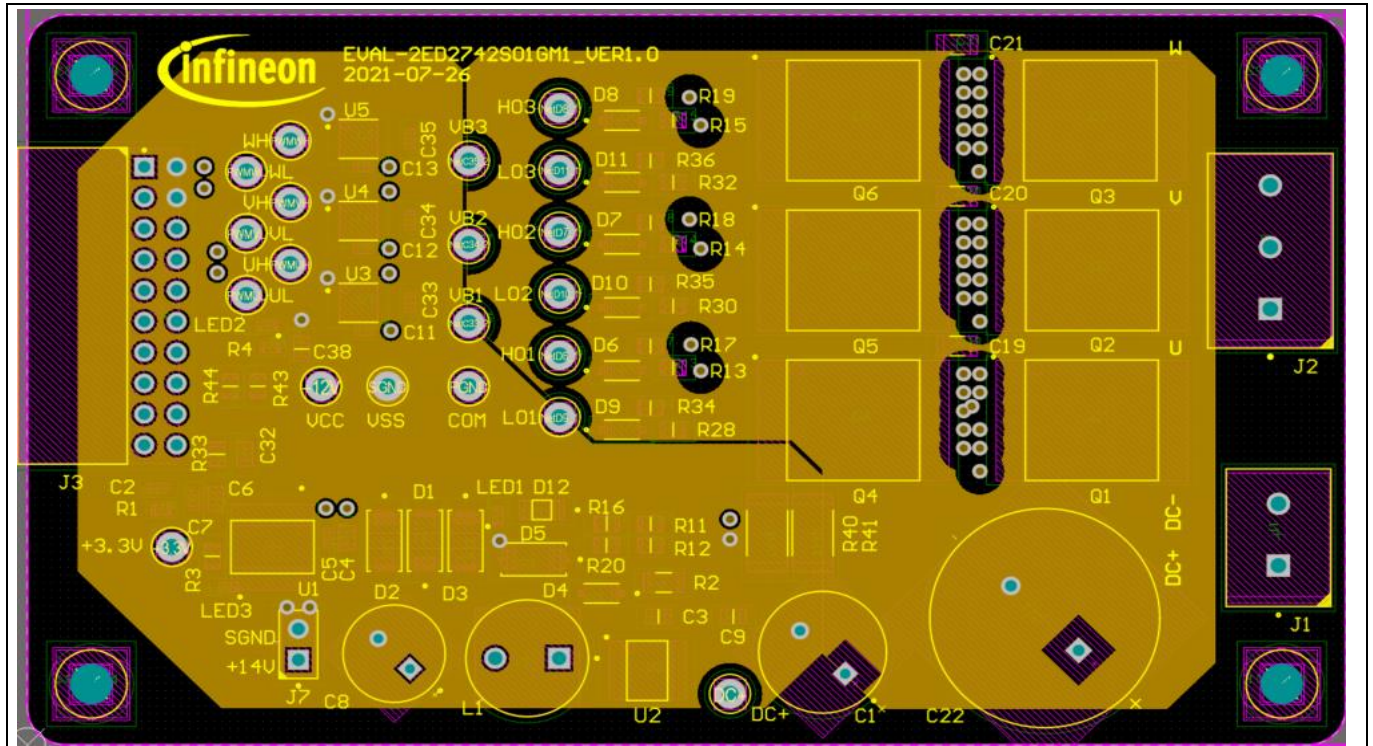 infineon
EVAL-2ED2742S01GM1_VER1.0
2021-07-26
C21
W
U5
HO3
D8
R19
R15
VB3
C35
WH
PWMWH
WL
C13
LO3
D11
R36
R32
Q6
C20
Q3
V
U4
VH
VL
C34
VB2
C12
HO2
D7
R18
R14
UH
UL
U3
C33
VB1
C11
LO2
D10
R35
R30
Q5
C19
Q2
U
J2
LED2
R4
C38
HO1
D6
R17
R13
R44
R43
+12V
SGND
PGND
VCC
VSS
COM
LO1
D9
R34
R28
R33
C32
J3
C2
R1
C6
D1
LED1
D12
R16
R11
R12
Q4
Q1
DC-
DC+
C7
+3.3V
+3.3V
R3
U1
C5
C4
D2
D3
D5
D4
R20
R2
R40
R41
LED3
SGND
+14V
J7
C8
L1
U2
C3
C9
DC+
DC+
C1
C22
J1